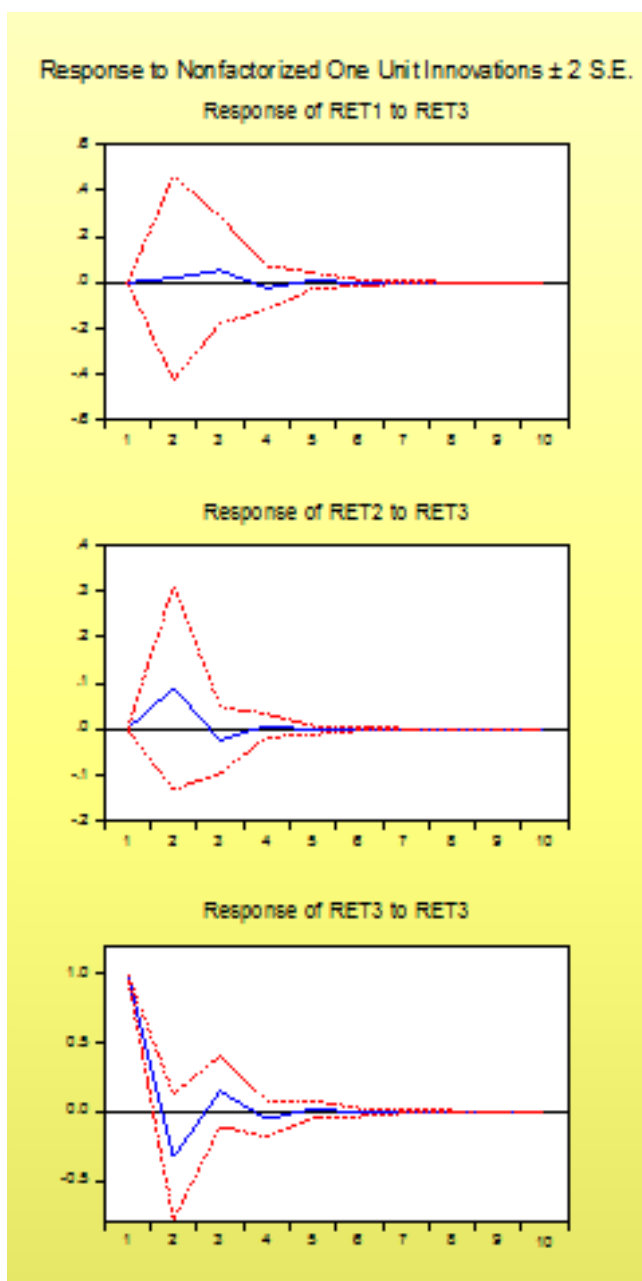 Response to Nonfactorized One Unit Innovations ± 2 S.E.
Response of RET1 to RET3
.6
.4
.2
.0
-.2
-.4
-.6
1 2 3 4 5 6 7 8 9 10
Response of RET2 to RET3
.4
.3
.2
.1
.0
-.1
-.2
1 2 3 4 5 6 7 8 9 10
Response of RET3 to RET3
1.0
0.5
0.0
-0.5
1 2 3 4 5 6 7 8 9 10